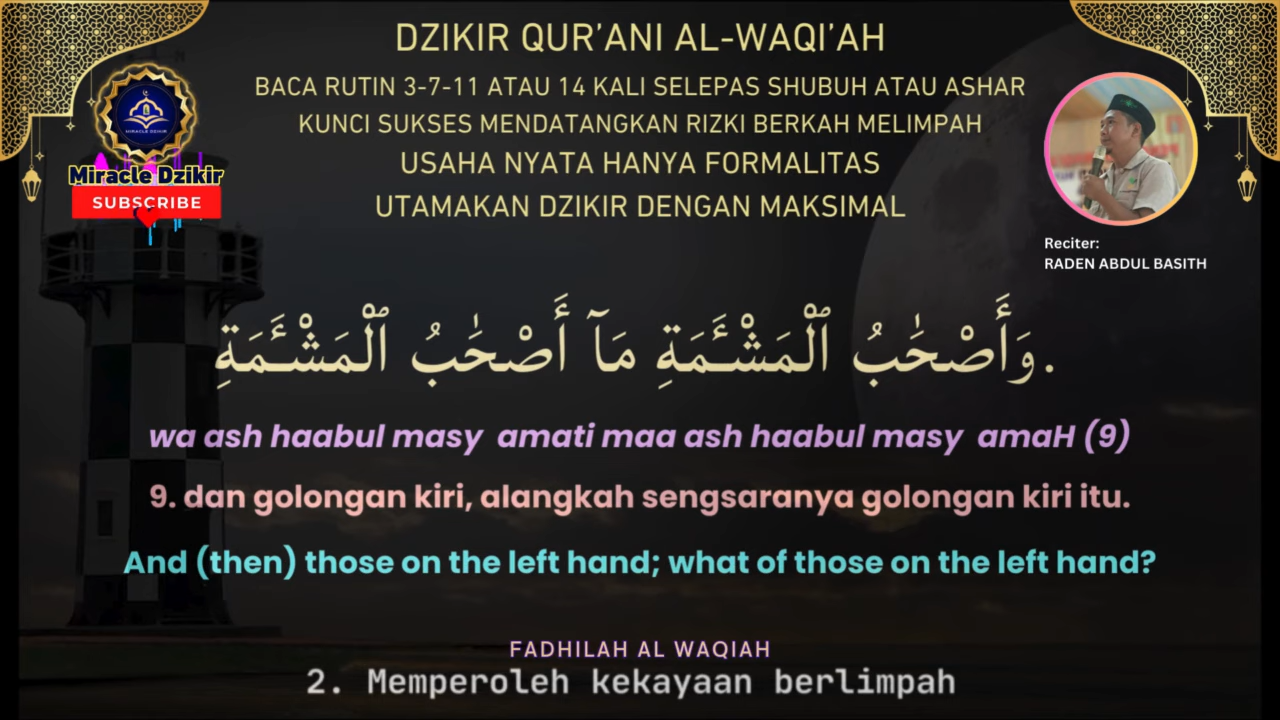 DZIKIR QUR'ANI AL-WAQI'AH
BACA RUTIN 3-7-11 ATAU 14 KALI SELEPAS SHUBUH ATAU ASHAR
KUNCI SUKSES MENDATANGKAN RIZKI BERKAH MELIMPAH
USAHA NYATA HANYA FORMALITAS
UTAMAKAN DZIKIR DENGAN MAKSIMAL
MIRACLE DZIKIR
Miracle Dzikir
SUBSCRIBE
Reciter:
RADEN ABDUL BASITH
وَأَصْحَٰبُ ٱلْمَشْـَٔمَةِ مَآ أَصْحَٰبُ ٱلْمَشْـَٔمَةِ.
wa ash haabul masy  amati maa ash haabul masy  amaH (9)
9. dan golongan kiri, alangkah sengsaranya golongan kiri itu.
And (then) those on the left hand; what of those on the left hand?
FADHILAH AL WAQIAH
2. Memperoleh kekayaan berlimpah